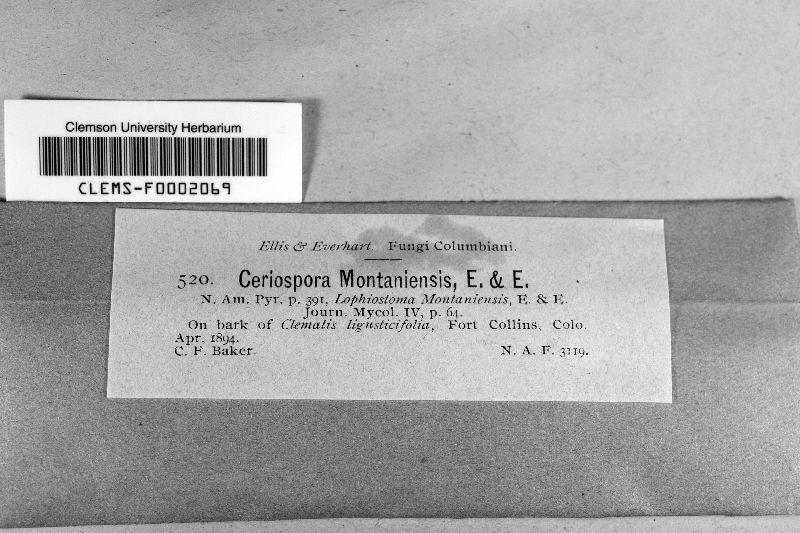 Clemson University Herbarium
CLEMS-F0002069
Ellis & Everhart. Fungi Columbiani.
520. Ceriospora Montaniensis, E. & E.
N. Am. Pyr. p. 391, Lophiostoma Montaniensis, E. & E.
Journ. Mycol. IV, p. 64.
On bark of Clematis ligusticifolia, Fort Collins, Colo.
Apr. 1894.
C. F. Baker. N. A. F. 3119.